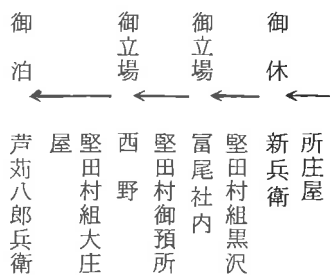 所庄屋
御休 新兵衛
堅田村組黒沢
御立場 冨尾社内
堅田村御預所
御立場 西野
堅田村組大庄
屋
御泊 芦苅八郎兵衛